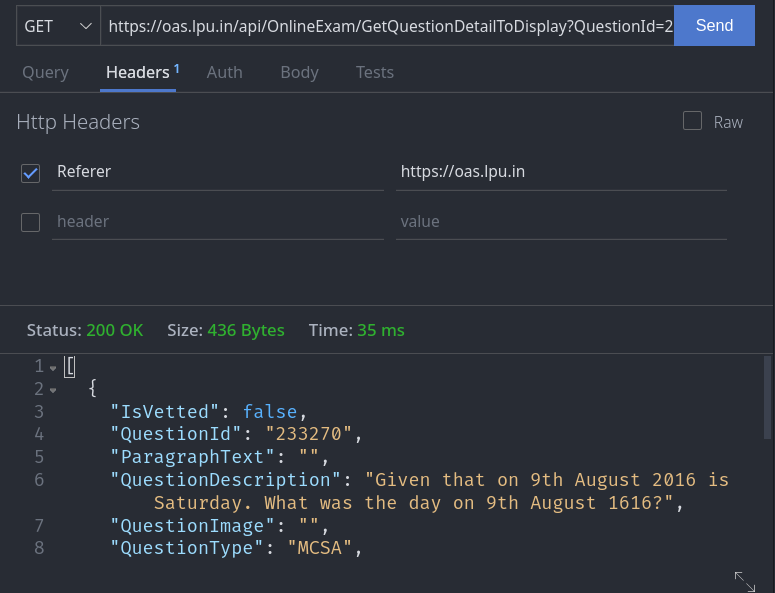 GET https://oas.lpu.in/api/OnlineExam/GetQuestionDetailToDisplay?QuestionId=2 Send
Query Headers 1 Auth Body Tests
Http Headers Raw
Referer https://oas.lpu.in
header value
Status: 200 OK Size: 436 Bytes Time: 35 ms
1 [
2 {
3 "IsVetted": false,
4 "QuestionId": "233270",
5 "ParagraphText": "",
6 "QuestionDescription": "Given that on 9th August 2016 is
Saturday. What was the day on 9th August 1616?",
7 "QuestionImage": "",
8 "QuestionType": "MCSA",